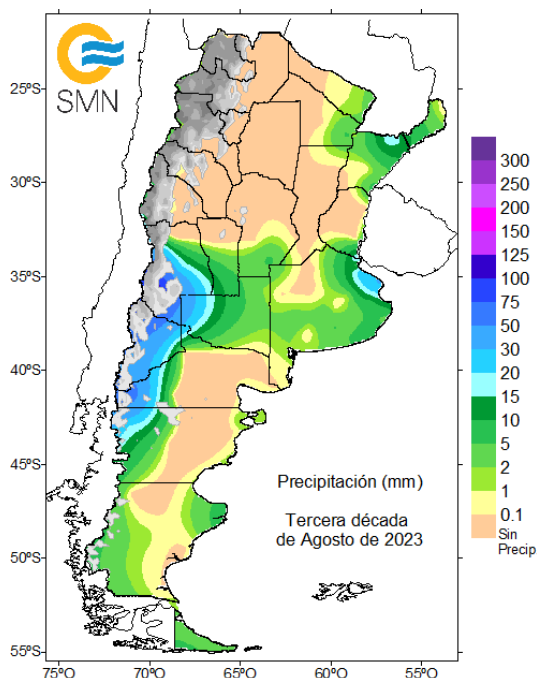 SMN
25ºS
30ºS
35ºS
40ºS
45ºS
50ºS
55ºS
75ºO
70ºO
65ºO
60ºO
55ºO
Precipitación (mm)
Tercera década
de Agosto de 2023
300
250
200
150
125
100
75
50
30
20
15
10
5
2
1
0.1
Sin
Precip